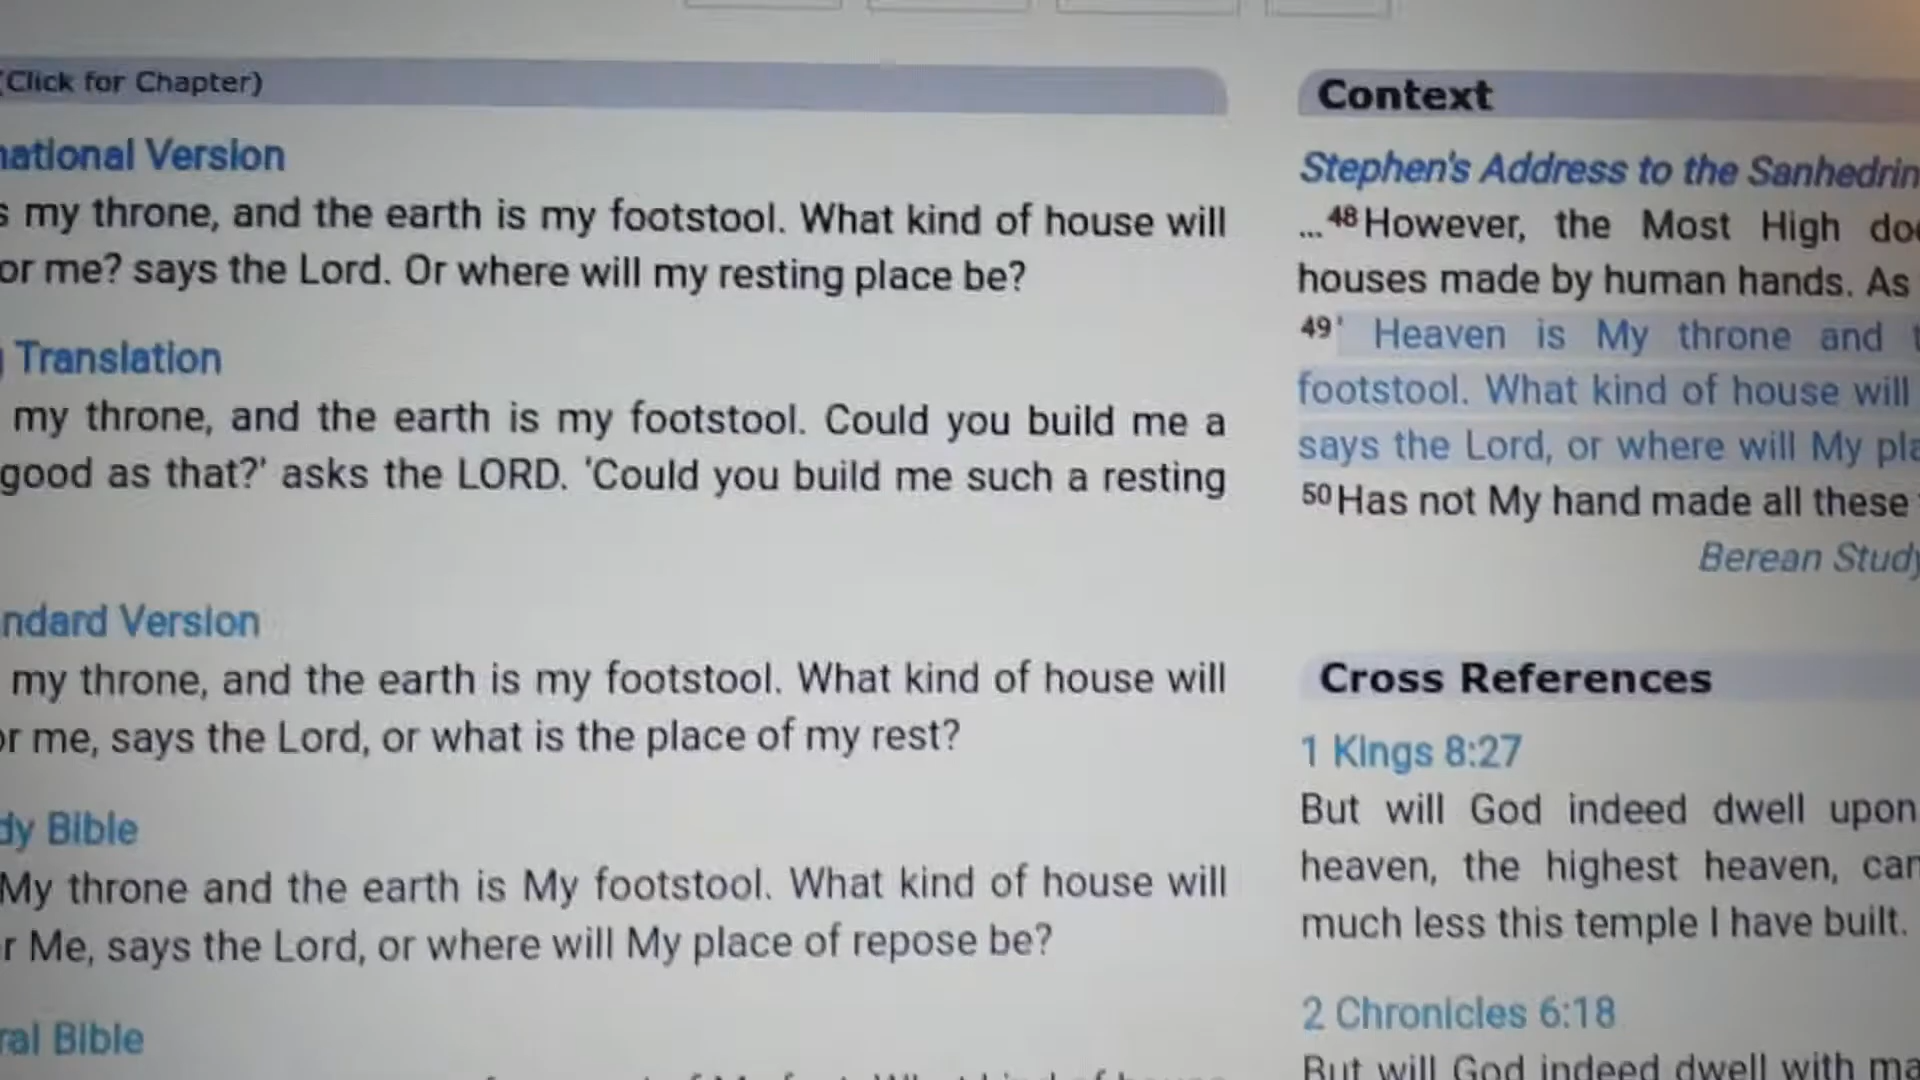 (Click for Chapter)
national Version
s my throne, and the earth is my footstool. What kind of house will
or me? says the Lord. Or where will my resting place be?
Translation
my throne, and the earth is my footstool. Could you build me a
good as that?' asks the LORD. 'Could you build me such a resting
ndard Version
my throne, and the earth is my footstool. What kind of house will
or me, says the Lord, or what is the place of my rest?
dy Bible
My throne and the earth is My footstool. What kind of house will
r Me, says the Lord, or where will My place of repose be?
ral Bible
Context
Stephen's Address to the Sanhedrin
...48However, the Most High do
houses made by human hands. As
49' Heaven is My throne and t
footstool. What kind of house will
says the Lord, or where will My pla
50Has not My hand made all these
Berean Study
Cross References
1 Kings 8:27
But will God indeed dwell upon
heaven, the highest heaven, can
much less this temple I have built.
2 Chronicles 6:18
But will God indeed dwell with ma